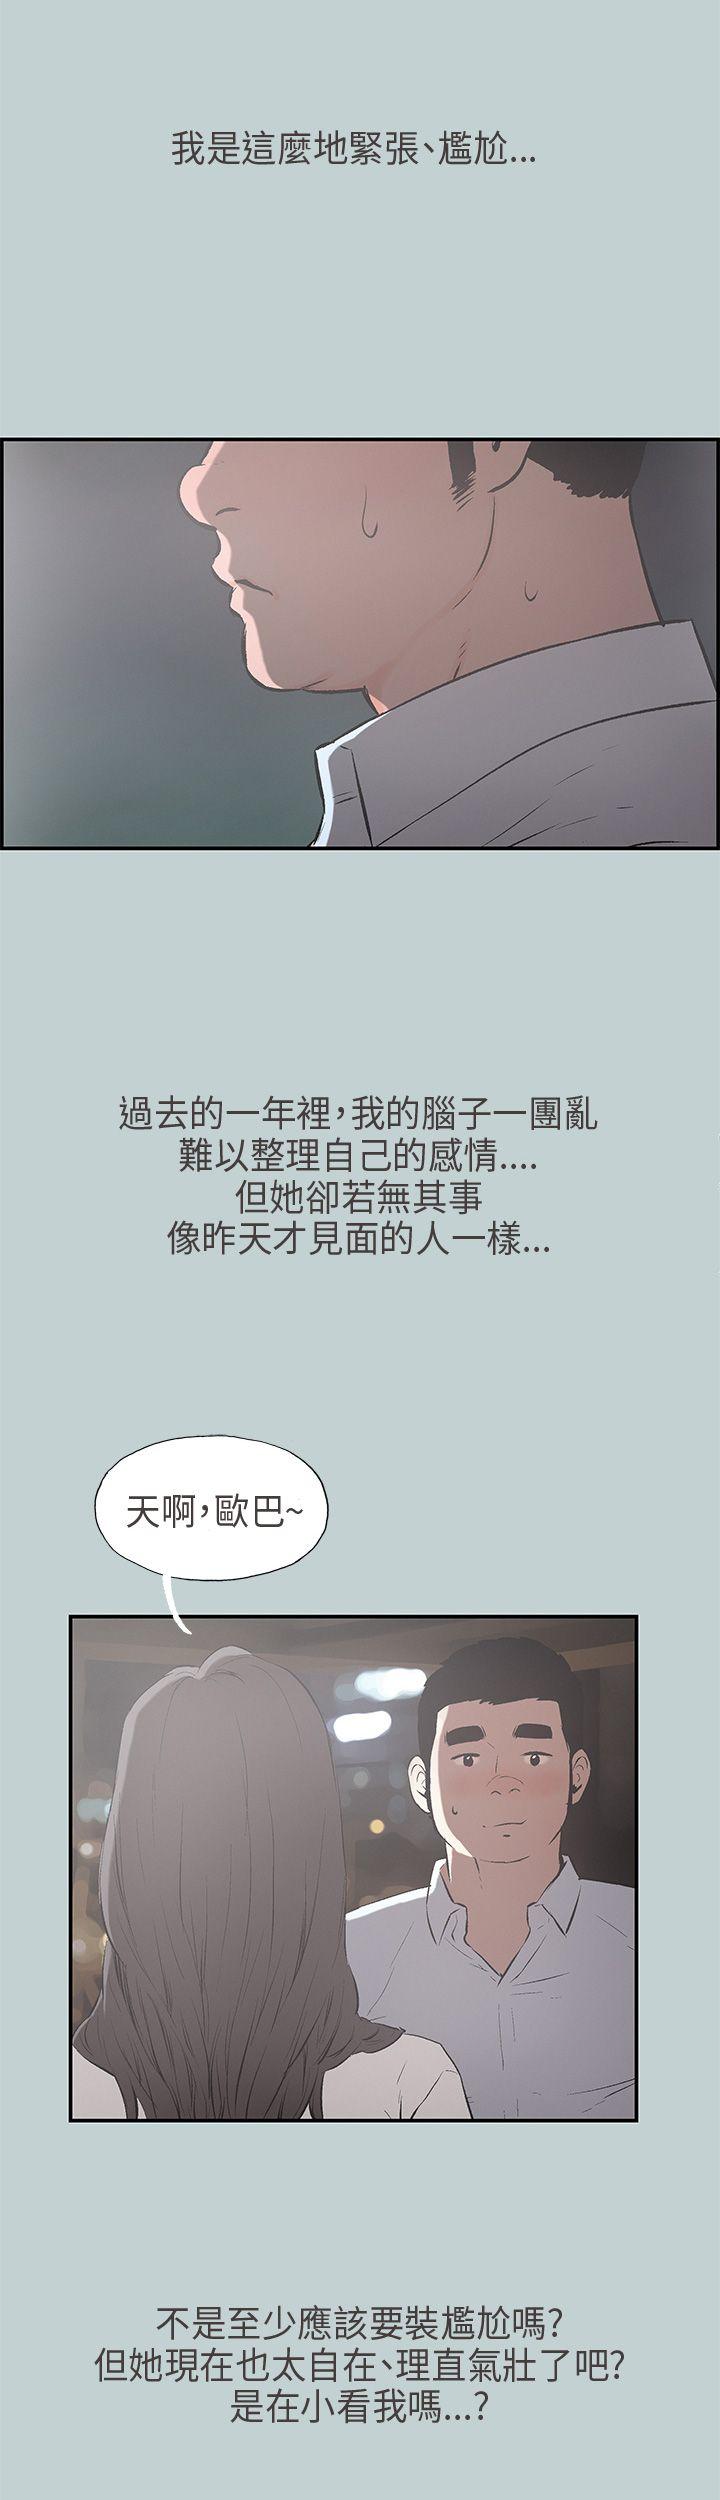 我是這麼地緊張、尷尬...
過去的一年裡，我的腦子一團亂
難以整理自己的感情....
但她卻若無其事
像昨天才見面的人一樣...
天啊，歐巴~
不是至少應該要裝尷尬嗎?
但她現在也太自在、理直氣壯了吧?
是在小看我嗎...?